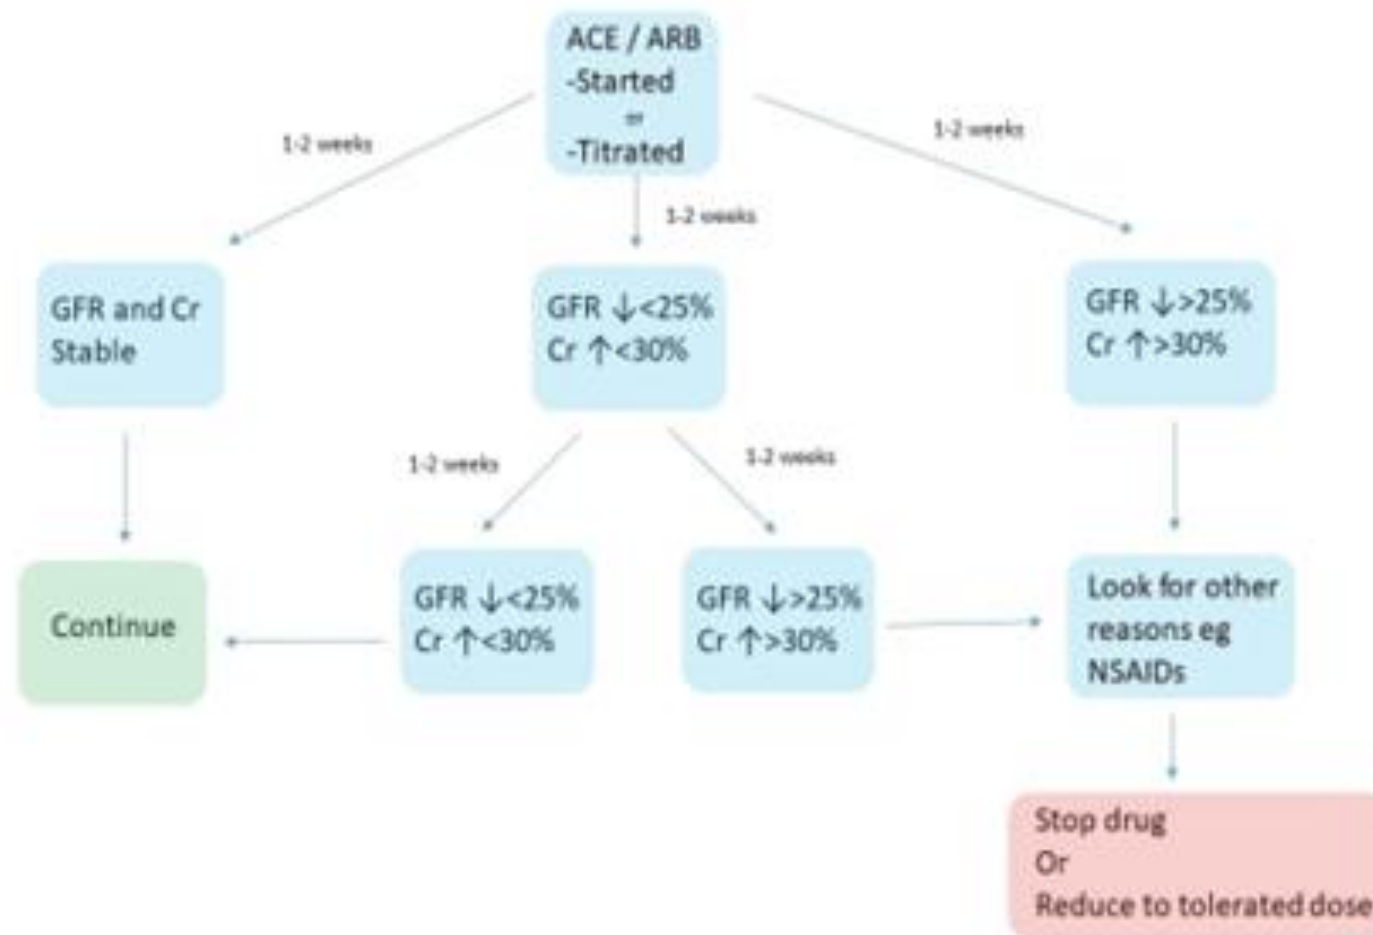 ACE / ARB
-Started
or
-Titrated
1-2 weeks
1-2 weeks
1-2 weeks
GFR and Cr
Stable
GFR ↓<25%
Cr ↑<30%
GFR ↓>25%
Cr ↑>30%
1-2 weeks
1-2 weeks
Continue
GFR ↓<25%
Cr ↑<30%
GFR ↓>25%
Cr ↑>30%
Look for other
reasons eg
NSAIDs
Stop drug
Or
Reduce to tolerated dose